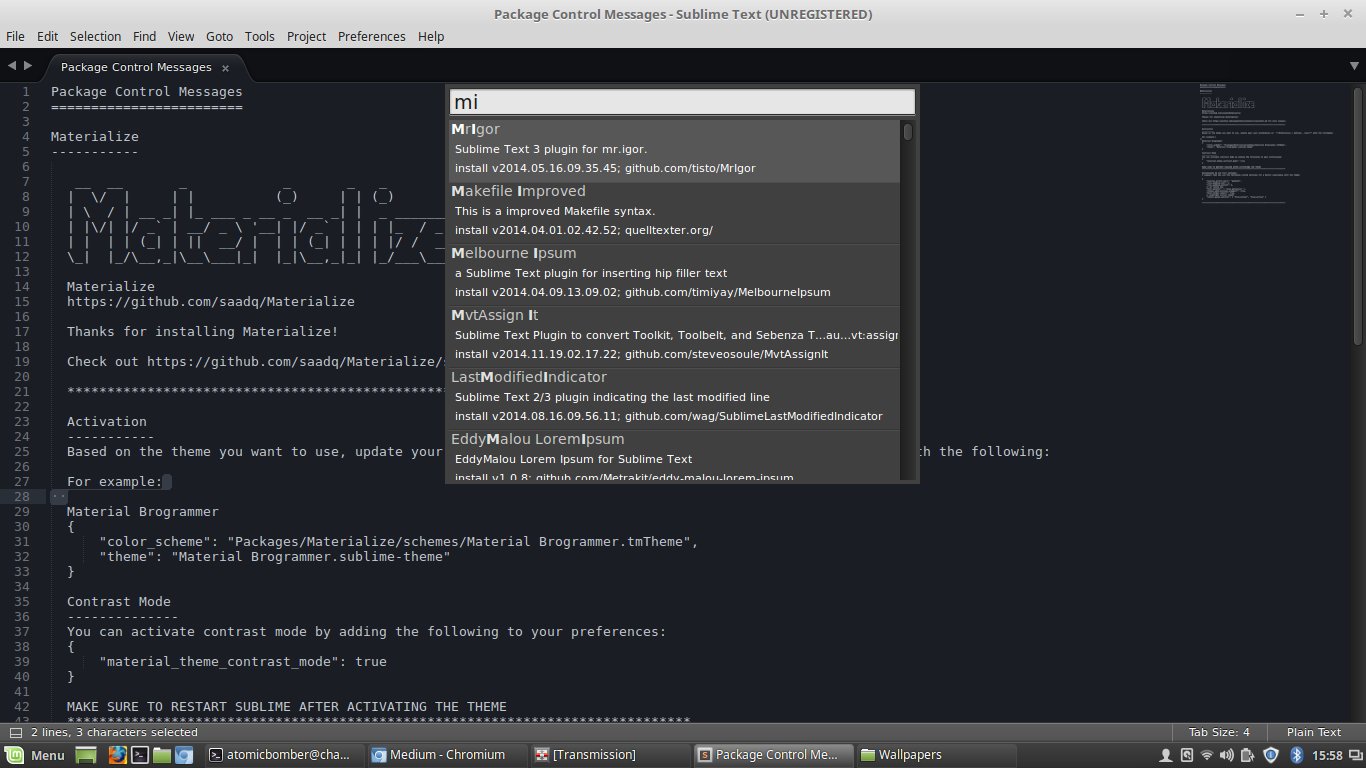 Package Control Messages - Sublime Text (UNREGISTERED)
File Edit Selection Find View Goto Tools Project Preferences Help
Package Control Messages
mi
MrIgor
Sublime Text 3 plugin for mr.igor.
install v2014.05.16.09.35.45; github.com/tisto/MrIgor
Makefile Improved
This is a improved Makefile syntax.
install v2014.04.01.02.42.52; quelltexter.org/
Melbourne Ipsum
a Sublime Text plugin for inserting hip filler text
install v2014.04.09.13.09.02; github.com/timiyay/MelbourneIpsum
MvtAssign It
Sublime Text Plugin to convert Toolkit, Toolbelt, and Sebenza T...au...vt:assign
install v2014.11.19.02.17.22; github.com/steveosoule/MvtAssignIt
LastModifiedIndicator
Sublime Text 2/3 plugin indicating the last modified line
install v2014.08.16.09.56.11; github.com/wag/SublimeLastModifiedIndicator
EddyMalou LoremIpsum
EddyMalou Lorem Ipsum for Sublime Text
install v1.0.8; github.com/Metrakit/eddy-malou-lorem-ipsum
1 Package Control Messages
2 ========================
3
4 Materialize
5 -----------
6
7
8
9
10
11
12
13
14 Materialize
15 https://github.com/saadq/Materialize
16
17 Thanks for installing Materialize!
18
19 Check out https://github.com/saadq/Materialize/
20
21 ***********************************************
22
23 Activation
24 -----------
25 Based on the theme you want to use, update your h the following:
26
27 For example:
28
29 Material Brogrammer
30 {
31 "color_scheme": "Packages/Materialize/schemes/Material Brogrammer.tmTheme",
32 "theme": "Material Brogrammer.sublime-theme"
33 }
34
35 Contrast Mode
36 --------------
37 You can activate contrast mode by adding the following to your preferences:
38 {
39 "material_theme_contrast_mode": true
40 }
41
42 MAKE SURE TO RESTART SUBLIME AFTER ACTIVATING THE THEME
43 ******************************************************************************
2 lines, 3 characters selected Tab Size: 4 Plain Text
Menu atomicbomber@cha... Medium - Chromium [Transmission] Package Control Me... Wallpapers 15:58